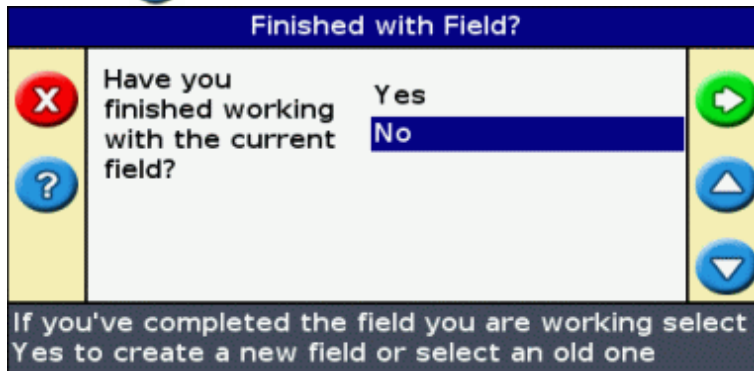 Finished with Field?
Have you
finished working
with the current
field?
Yes
No
?
If you've completed the field you are working select
Yes to create a new field or select an old one